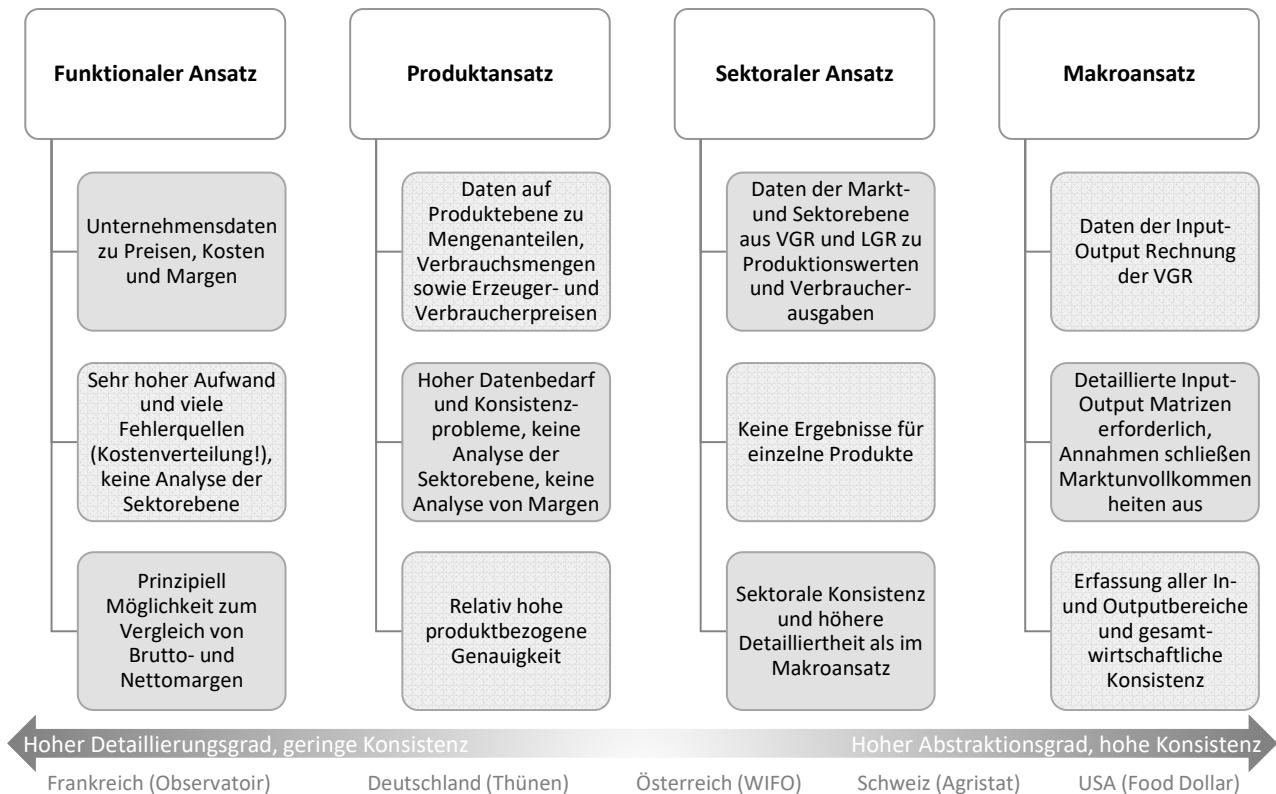 Funktionaler Ansatz
Unternehmensdaten
zu Preisen, Kosten
und Margen
Sehr hoher Aufwand
und viele
Fehlerquellen
(Kostenverteilung!),
keine Analyse der
Sektorebene
Prinzipiell
Möglichkeit zum
Vergleich von
Brutto- und
Nettomargen
Produktansatz
Daten auf
Produktebene zu
Mengenanteilen,
Verbrauchsmengen
sowie Erzeuger- und
Verbraucherpreisen
Hoher Datenbedarf
und Konsistenz-
probleme, keine
Analyse der
Sektorebene, keine
Analyse von Margen
Relativ hohe
produktbezogene
Genauigkeit
Sektoraler Ansatz
Daten der Markt-
und Sektorebene
aus VGR und LGR zu
Produktionswerten
und Verbraucher-
ausgaben
Keine Ergebnisse für
einzelne Produkte
Sektorale Konsistenz
und höhere
Detailliertheit als im
Makroansatz
Makroansatz
Daten der Input-
Output Rechnung
der VGR
Detaillierte Input-
Output Matrizen
erforderlich,
Annahmen schließen
Marktunvollkommen
heiten aus
Erfassung aller In-
und Outputbereiche
und gesamt-
wirtschaftliche
Konsistenz
Hoher Detaillierungsgrad, geringe Konsistenz
Hoher Abstraktionsgrad, hohe Konsistenz
Frankreich (Observatoir)
Deutschland (Thünen)
Österreich (WIFO)
Schweiz (Agristat)
USA (Food Dollar)